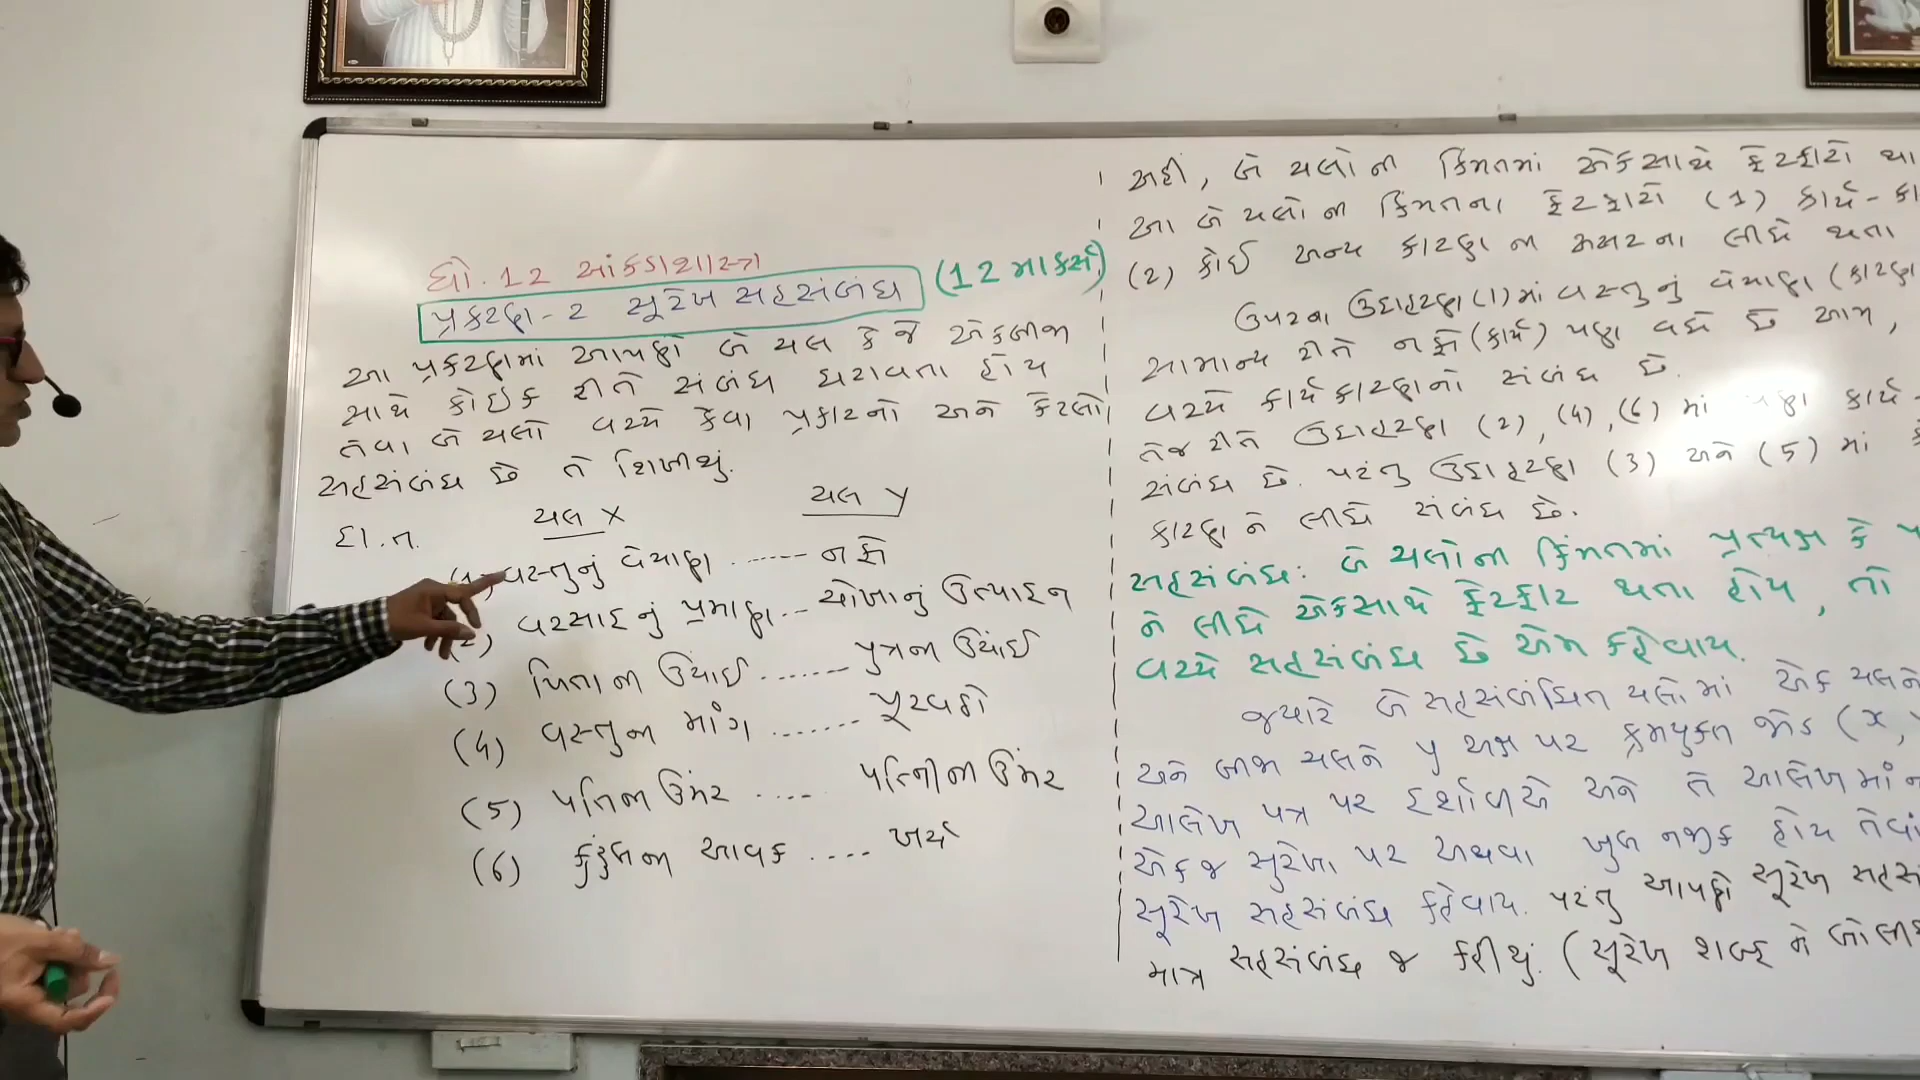 ધો.12 આંકડાશાસ્ત્ર
પ્રકરણ-2 સૂરેખ સહસંબંધ (12 માર્ક્સ)
આ પ્રકરણમાં આપણે બે ચલ કે જે એકબીજા
સાથે કોઈક રીતે સંબંધ ધરાવતા હોય
તેવા બે ચલો વચ્ચે કેવા પ્રકારનો અને કેટલો
સહસંબંધ છે તે શિખીશું.
દા.ત. ચલ X ચલ Y
(1) વસ્તુનું વેચાણ ...... નફો
(2) વરસાદનું પ્રમાણ ... ચોખાનું ઉત્પાદન
(3) પિતાની ઉંચાઈ ....... પુત્રની ઉંચાઈ
(4) વસ્તુની માંગ ....... પૂરવઠો
(5) પતિની ઉંમર .... પત્નિની ઉંમર
(6) કુટુંબની આવક .... ખર્ચ
અહીં, બે ચલોની કિંમતમાં એકસાથે ફેરફારો થા
આ બે ચલોની કિંમતના ફેરફારો (1) કાર્ય-કા
(2) કોઈ અન્ય કારણની અસરના લીધે થતા
ઉપરના ઉદાહરણ(1)માં વસ્તુનું વેચાણ (કારણ
સામાન્ય રીતે નફો(કાર્ય) પણ વધે છે આમ,
વચ્ચે કાર્યકારણનો સંબંધ છે.
તેજ રીતે ઉદાહરણ (2), (4), (6) માં પણ કાર્ય-
સંબંધ છે. પરંતુ ઉદાહરણ (3) અને (5) માં
કારણને લીધે સંબંધ છે.
સહસંબંધ: બે ચલોની કિંમતમાં પ્રત્યક્ષ કે
ને લીધે એકસાથે ફેરફાર થતા હોય, તો
વચ્ચે સહસંબંધ છે એમ કહેવાય.
જ્યારે બે સહસંબંધિત ચલોમાં એક ચલને
અને બીજા ચલને y અક્ષ પર ક્રમયુક્ત જોડ (x, y
આલેખ પત્ર પર દર્શાવીએ અને તે આલેખમાંના
એક જ સુરેખા પર અથવા ખુબ નજીક હોય તેવા
સૂરેખ સહસંબંધ કહેવાય. પરંતુ આપણે સૂરેખ સહસં
માત્ર સહસંબંધ જ કહીશું. (સૂરેખ શબ્દ ને બોલીશ